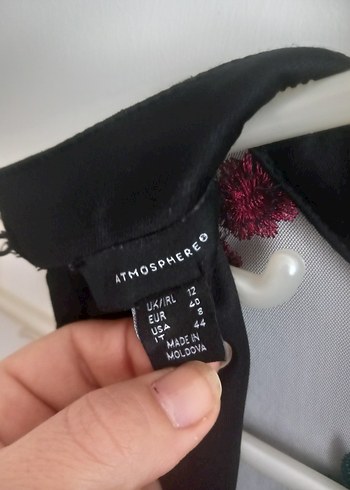 ATMOSPHERE
UK/IRL 12
EUR 40
USA 8
IT 44
MADE IN
MOLDOVA